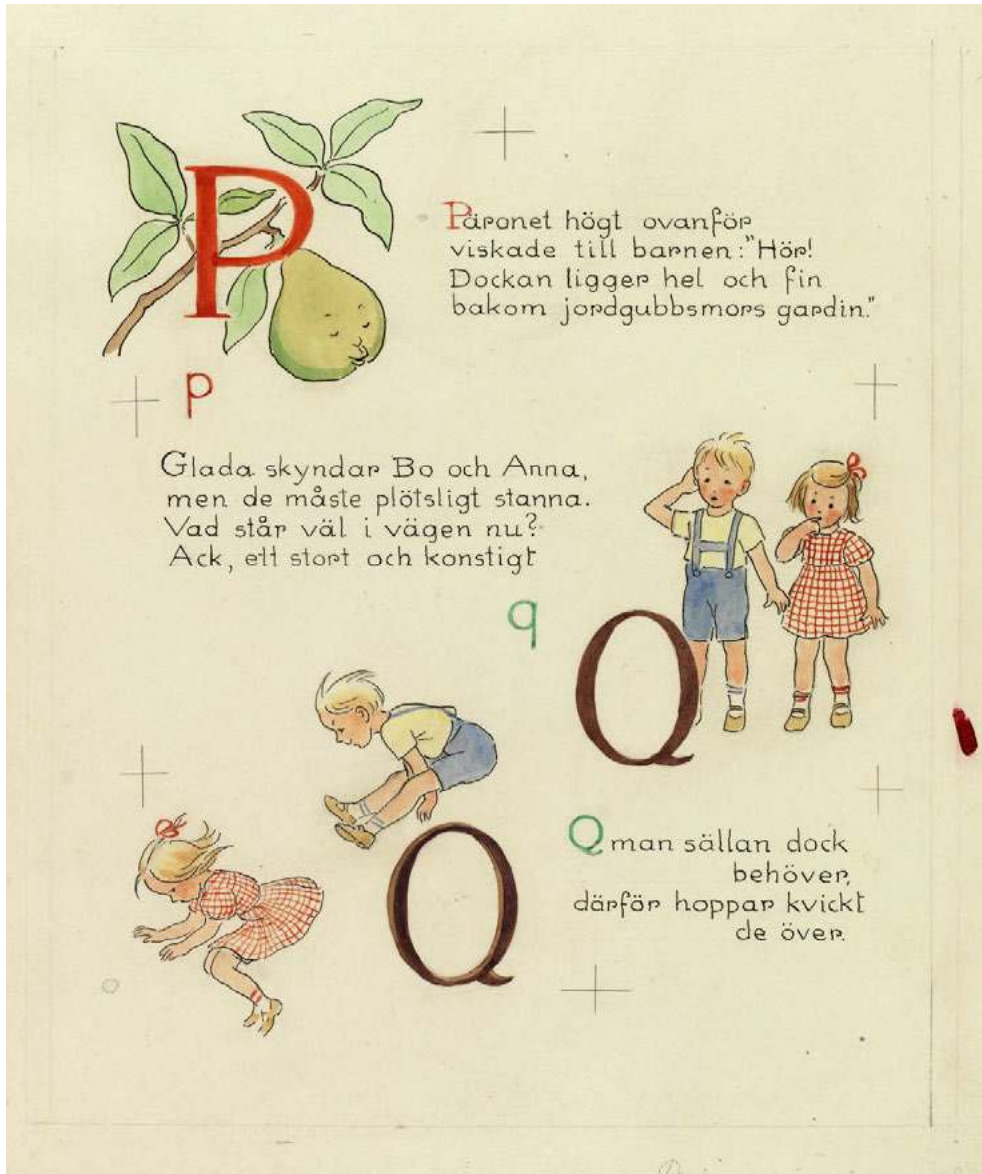 P
Päronet högt ovanför
viskade till barnen: "Hör!
Dockan ligger hel och fin
bakom jordgubbsmors gardin."
p
Glada skyndar Bo och Anna,
men de måste plötsligt stanna.
Vad står väl i vägen nu?
Ack, ett stort och konstigt
q
Q
Q
Q man sällan dock
behöver,
därför hoppar kvickt
de över.